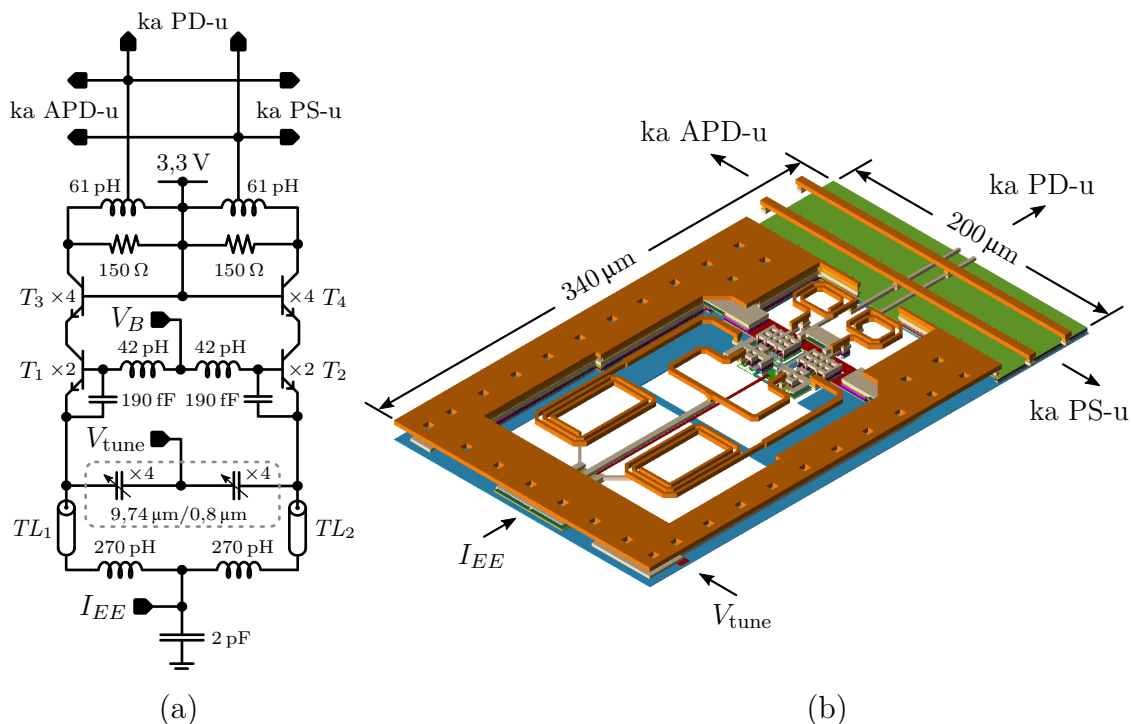 ka PD-u
ka APD-u
ka PS-u
3,3 V
61 pH
61 pH
150 Ω
150 Ω
T3 ×4
×4 T4
VB
42 pH
42 pH
T1 ×2
×2 T2
190 fF
190 fF
Vtune
×4
×4
9,74 µm/0,8 µm
TL1
TL2
270 pH
270 pH
IEE
2 pF
(a)
ka APD-u
ka PD-u
340 µm
200 µm
ka PS-u
IEE
Vtune
(b)